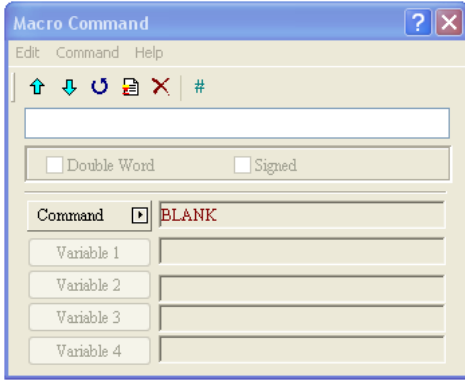 Macro Command
Edit Command Help
#
Double Word Signed
Command BLANK
Variable 1
Variable 2
Variable 3
Variable 4